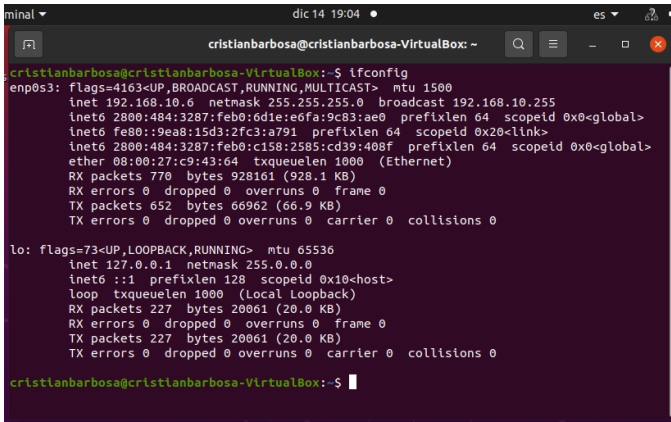 minal
dic 14 19:04
es
cristianbarbosa@cristianbarbosa-VirtualBox: ~
cristianbarbosa@cristianbarbosa-VirtualBox:~$ ifconfig
enp0s3: flags=4163<UP,BROADCAST,RUNNING,MULTICAST>  mtu 1500
        inet 192.168.10.6  netmask 255.255.255.0  broadcast 192.168.10.255
        inet6 2800:484:3287:feb0:6d1e:e6fa:9c83:ae0  prefixlen 64  scopeid 0x0<global>
        inet6 fe80::9ea8:15d3:2fc3:a791  prefixlen 64  scopeid 0x20<link>
        inet6 2800:484:3287:feb0:c158:2585:cd39:408f  prefixlen 64  scopeid 0x0<global>
        ether 08:00:27:c9:43:64  txqueuelen 1000  (Ethernet)
        RX packets 770  bytes 928161 (928.1 KB)
        RX errors 0  dropped 0  overruns 0  frame 0
        TX packets 652  bytes 66962 (66.9 KB)
        TX errors 0  dropped 0 overruns 0  carrier 0  collisions 0

lo: flags=73<UP,LOOPBACK,RUNNING>  mtu 65536
        inet 127.0.0.1  netmask 255.0.0.0
        inet6 ::1  prefixlen 128  scopeid 0x10<host>
        loop  txqueuelen 1000  (Local Loopback)
        RX packets 227  bytes 20061 (20.0 KB)
        RX errors 0  dropped 0  overruns 0  frame 0
        TX packets 227  bytes 20061 (20.0 KB)
        TX errors 0  dropped 0 overruns 0  carrier 0  collisions 0

cristianbarbosa@cristianbarbosa-VirtualBox:~$